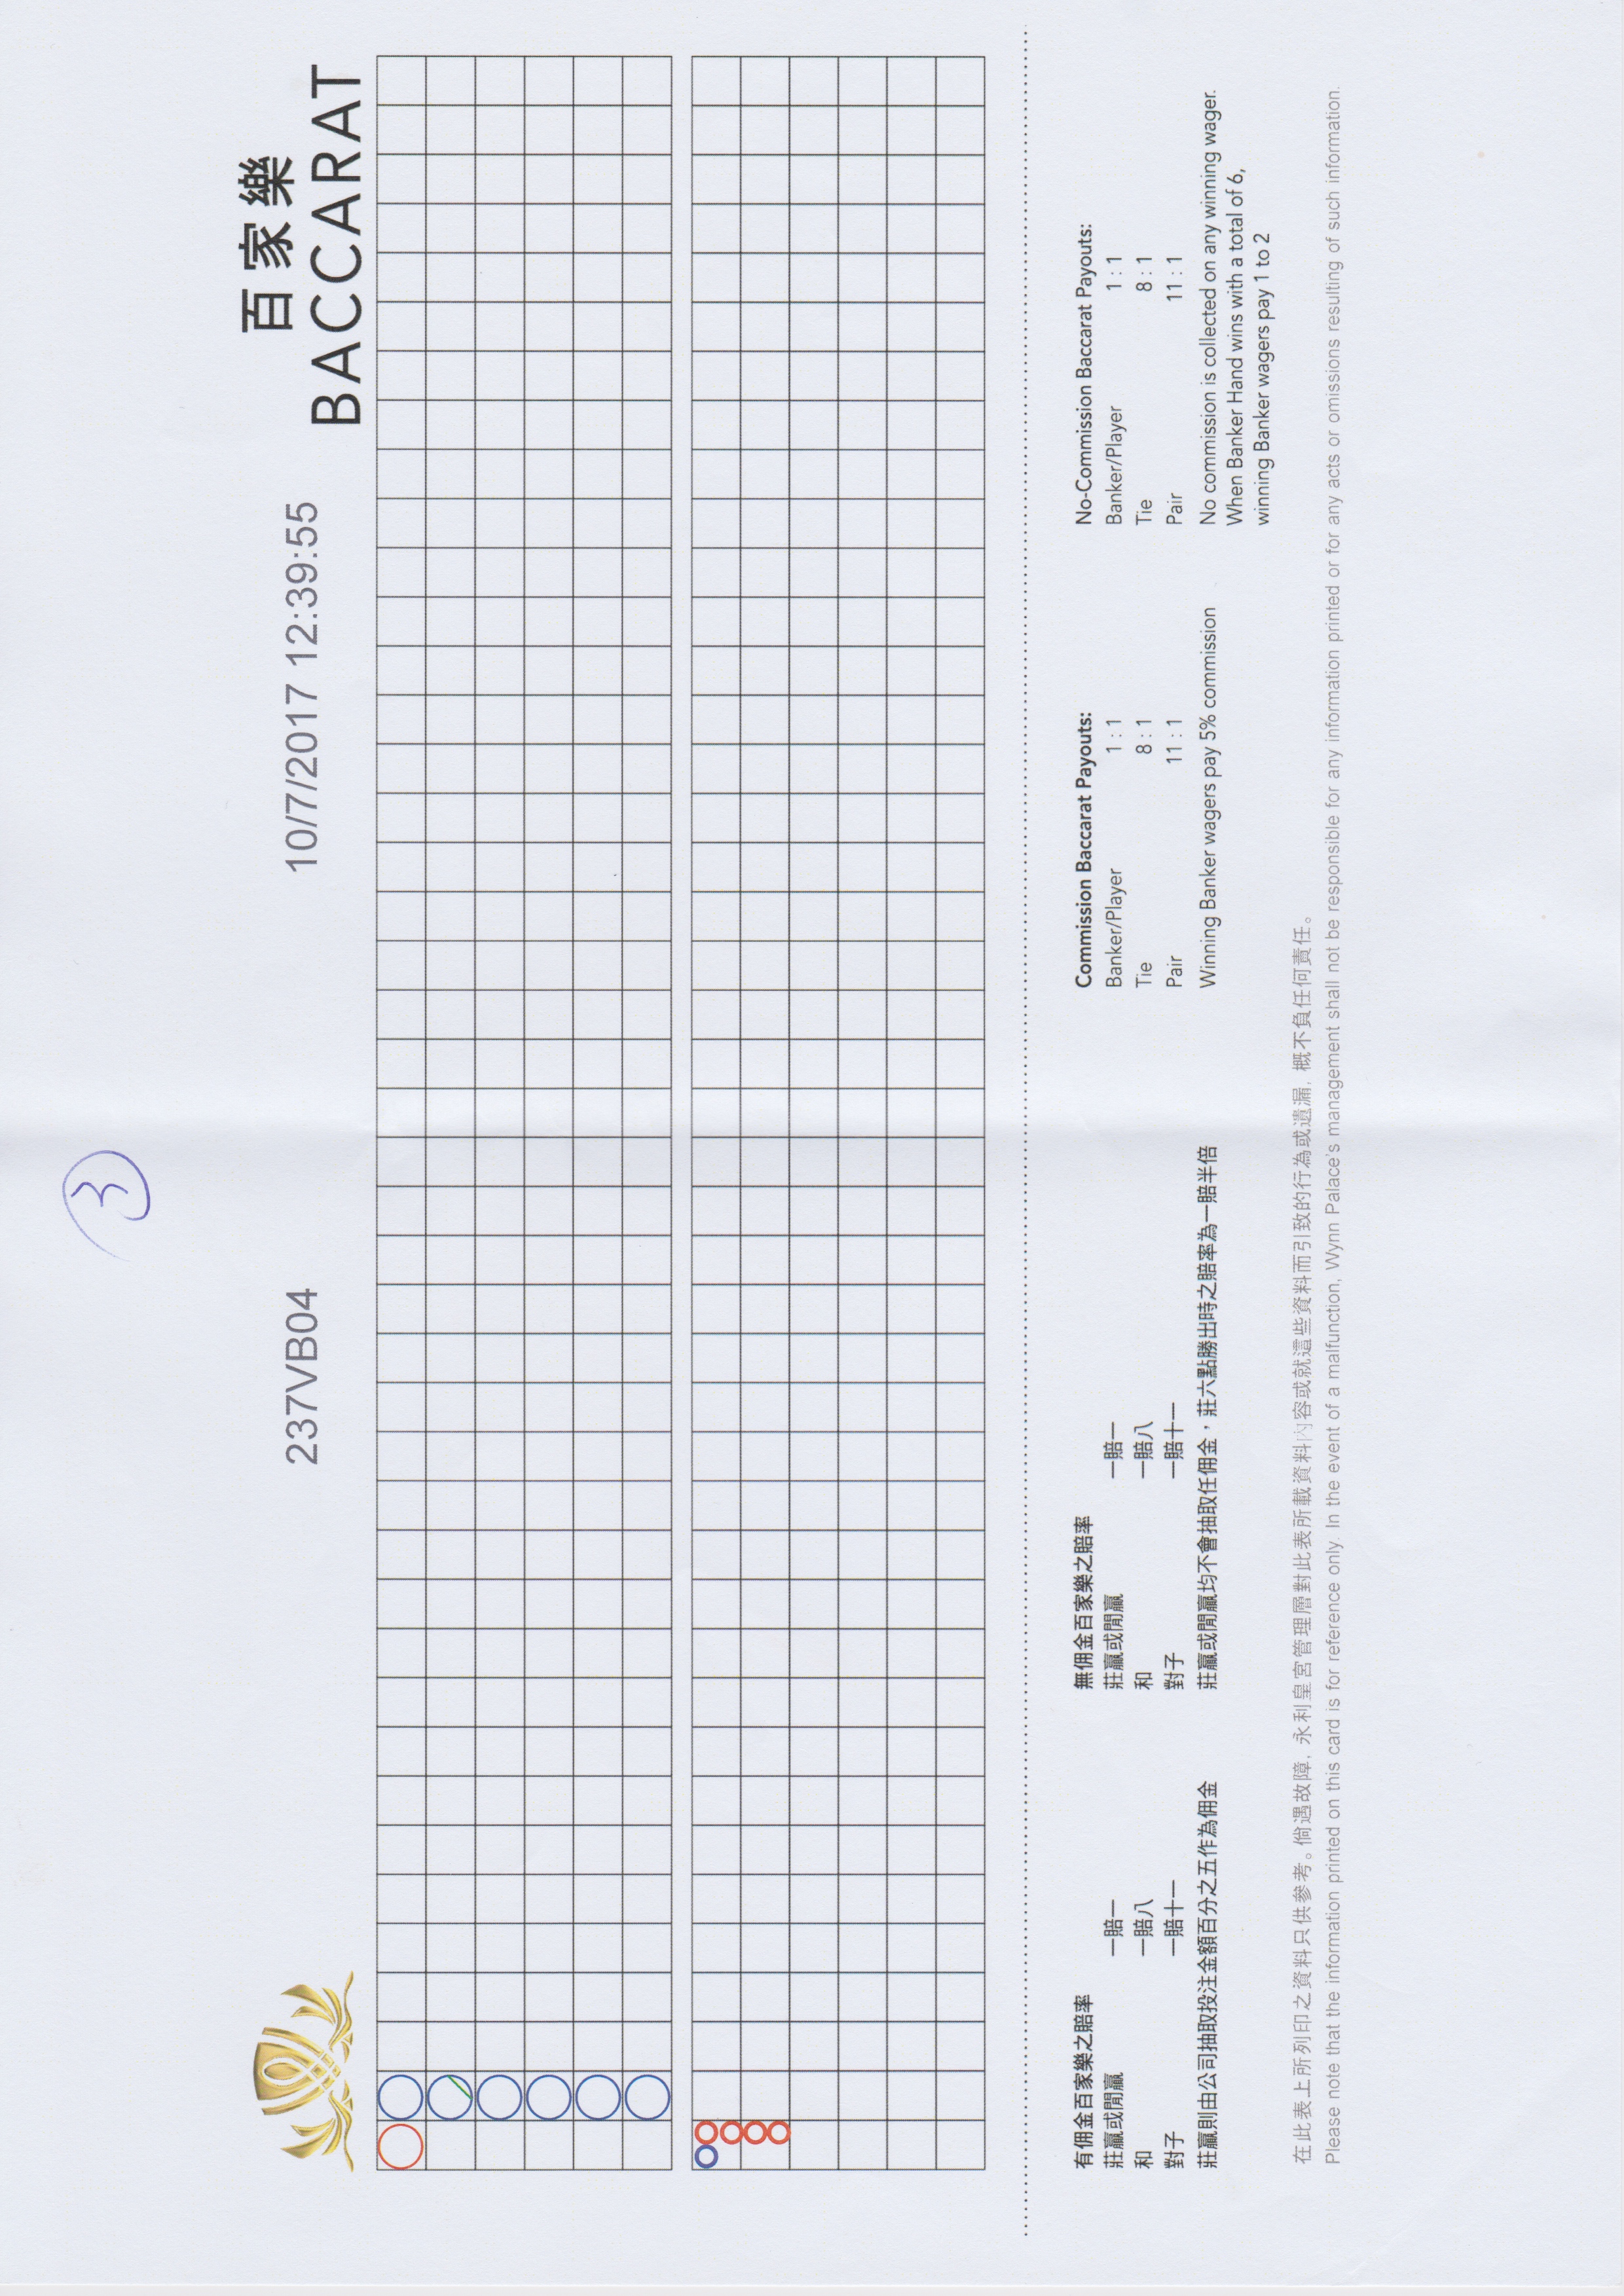 3
237VB04
10/7/2017 12:39:55
百家樂
BACCARAT
有佣金百家樂之賠率
莊贏或閒贏 一賠一
和 一賠八
對子 一賠十一
莊贏則由公司抽取投注金額百分之五作為佣金
無佣金百家樂之賠率
莊贏或閒贏 一賠一
和 一賠八
對子 一賠十一
莊贏或閒贏均不會抽取任佣金，莊六點勝出時之賠率為一賠半倍
Commission Baccarat Payouts:
Banker/Player 1 : 1
Tie 8 : 1
Pair 11 : 1
Winning Banker wagers pay 5% commission
No-Commission Baccarat Payouts:
Banker/Player 1 : 1
Tie 8 : 1
Pair 11 : 1
No commission is collected on any winning wager.
When Banker Hand wins with a total of 6,
winning Banker wagers pay 1 to 2
在此表上所列印之資料只供參考。倘遇故障, 永利皇宮管理層對此表所載資料內容或就這些資料而引致的行為或遺漏, 概不負任何責任。
Please note that the information printed on this card is for reference only. In the event of a malfunction, Wynn Palace's management shall not be responsible for any information printed or for any acts or omissions resulting of such information.